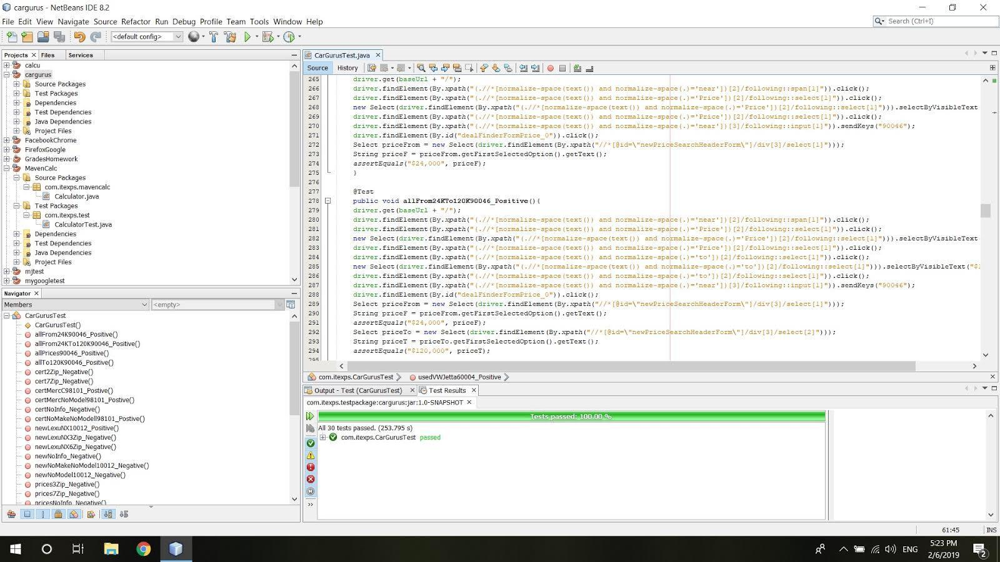 cargurus - NetBeans IDE 8.2
File Edit View Navigate Source Refactor Run Debug Profile Team Tools Window Help
Search (Ctrl+I)
<default config>
Projects Files Services
calcu
cargurus
Source Packages
Test Packages
Dependencies
Test Dependencies
Java Dependencies
Project Files
FacebookChrome
FirefoxGoogle
GradesHomework
MavenCalc
Source Packages
com.itexps.mavencalc
Calculator.java
Test Packages
com.itexps.test
CalculatorTest.java
Dependencies
Test Dependencies
Java Dependencies
Project Files
mjtest
mygoogletest
Navigator
Members <empty>
CarGurusTest
CarGurusTest()
allFrom24K90046_Positive()
allFrom24KTo120K90046_Positive()
allPrices90046_Positive()
allTo120K90046_Positive()
cert2Zip_Negative()
cert7Zip_Negative()
certMercC98101_Postive()
certMercNoModel98101_Postive()
certNoInfo_Negative()
certNoMakeNoModell98101_Postive()
newLexuNX10012_Positive()
newLexuNX3Zip_Negative()
newLexuNX6Zip_Negative()
newNoInfo_Negative()
newNoMakeNoModel10012_Negative()
newNoModel10012_Negative()
prices3Zip_Negative()
prices7Zip_Negative()
pricesNoInfo_Negative()
CarGurusTest.java
Source History
265 driver.get(baseUrl + "/");
266 driver.findElement(By.xpath("(.//*[normalize-space(text()) and normalize-space(.)='near'])[2]/following::span[1]")).click();
267 driver.findElement(By.xpath("(.//*[normalize-space(text()) and normalize-space(.)='Price'])[2]/following::select[1]")).click();
268 new Select(driver.findElement(By.xpath("(.//*[normalize-space(text()) and normalize-space(.)='Price'])[2]/following::select[1]"))).selectByVisibleText
269 driver.findElement(By.xpath("(.//*[normalize-space(text()) and normalize-space(.)='Price'])[2]/following::select[1]")).click();
270 driver.findElement(By.xpath("(.//*[normalize-space(text()) and normalize-space(.)='near'])[3]/following::input[1]")).sendKeys("90046");
271 driver.findElement(By.id("dealFinderFormPrice_0")).click();
272 Select priceFrom = new Select(driver.findElement(By.xpath("//*[@id=\"newPriceSearchHeaderForm\"]/div[3]/select[1]")));
273 String priceF = priceFrom.getFirstSelectedOption().getText();
274 assertEquals("$24,000", priceF);
275 }
276
277 @Test
278 public void allFrom24KTo120K90046_Positive(){
279 driver.get(baseUrl + "/");
280 driver.findElement(By.xpath("(.//*[normalize-space(text()) and normalize-space(.)='near'])[2]/following::span[1]")).click();
281 driver.findElement(By.xpath("(.//*[normalize-space(text()) and normalize-space(.)='Price'])[2]/following::select[1]")).click();
282 new Select(driver.findElement(By.xpath("(.//*[normalize-space(text()) and normalize-space(.)='Price'])[2]/following::select[1]"))).selectByVisibleText
283 driver.findElement(By.xpath("(.//*[normalize-space(text()) and normalize-space(.)='Price'])[2]/following::select[1]")).click();
284 driver.findElement(By.xpath("(.//*[normalize-space(text()) and normalize-space(.)='to'])[2]/following::select[1]")).click();
285 new Select(driver.findElement(By.xpath("(.//*[normalize-space(text()) and normalize-space(.)='to'])[2]/following::select[1]"))).selectByVisibleText("$1
286 driver.findElement(By.xpath("(.//*[normalize-space(text()) and normalize-space(.)='to'])[2]/following::select[1]")).click();
287 driver.findElement(By.xpath("(.//*[normalize-space(text()) and normalize-space(.)='near'])[3]/following::input[1]")).sendKeys("90046");
288 driver.findElement(By.id("dealFinderFormPrice_0")).click();
289 Select priceFrom = new Select(driver.findElement(By.xpath("//*[@id=\"newPriceSearchHeaderForm\"]/div[3]/select[1]")));
290 String priceF = priceFrom.getFirstSelectedOption().getText();
291 assertEquals("$24,000", priceF);
292 Select priceTo = new Select(driver.findElement(By.xpath("//*[@id=\"newPriceSearchHeaderForm\"]/div[3]/select[2]")));
293 String priceT = priceTo.getFirstSelectedOption().getText();
294 assertEquals("$120,000", priceT);
295
com.itexps.CarGurusTest usedVWJetta60004_Positive
Output - Test (CarGurusTest) Test Results
com.itexps.testpackage:cargurus:jar:1.0-SNAPSHOT
Tests passed: 100.00 %
All 30 tests passed. (253.795 s)
com.itexps.CarGurusTest passed
61:45 INS
ENG
5:23 PM
2/6/2019
2